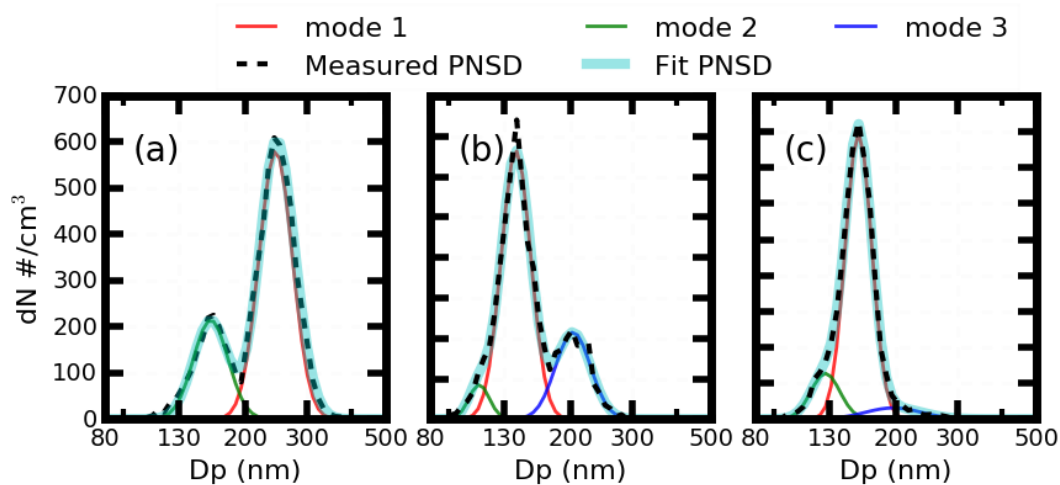 mode 1 mode 2 mode 3
Measured PNSD Fit PNSD
700
600
500
400
300
200
100
0
dN #/cm³
(a) (b) (c)
80 130 200 300 500 80 130 200 300 500 80 130 200 300 500
Dp (nm) Dp (nm) Dp (nm)